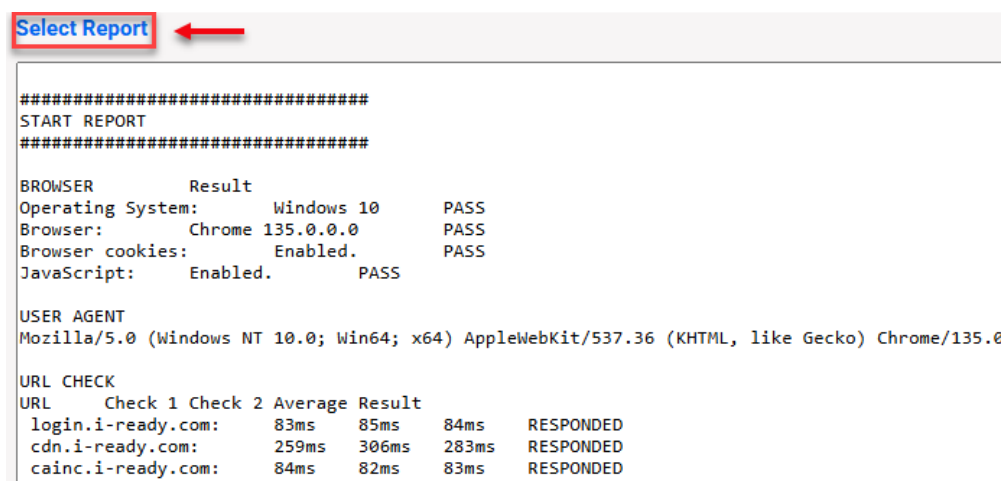 Select Report
#################################
START REPORT
#################################
BROWSER Result
Operating System: Windows 10 PASS
Browser: Chrome 135.0.0.0 PASS
Browser cookies: Enabled. PASS
JavaScript: Enabled. PASS
USER AGENT
Mozilla/5.0 (Windows NT 10.0; Win64; x64) AppleWebKit/537.36 (KHTML, like Gecko) Chrome/135.0
URL CHECK
URL Check 1 Check 2 Average Result
login.i-ready.com: 83ms 85ms 84ms RESPONDED
cdn.i-ready.com: 259ms 306ms 283ms RESPONDED
cainc.i-ready.com: 84ms 82ms 83ms RESPONDED